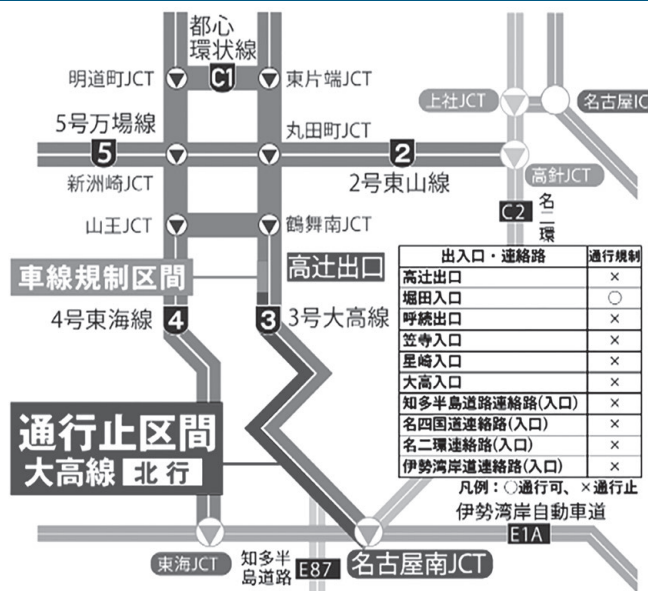 都心
環状線
明道町JCT
C1
東片端JCT
上社JCT
名古屋IC
5号万場線
丸田町JCT
5
2
新洲崎JCT
2号東山線
高針JCT
山王JCT
鶴舞南JCT
C2
名二環
車線規制区間
高辻出口
4号東海線
4
3
3号大高線
出入口・連絡路 通行規制
高辻出口 ×
堀田入口 ○
呼続出口 ×
笠寺入口 ×
星崎入口 ×
大高入口 ×
知多半島道路連絡路(入口) ×
名四国道連絡路(入口) ×
名二環連絡路(入口) ×
伊勢湾岸道連絡路(入口) ×
凡例：○通行可、×通行止
通行止区間
大高線 北行
伊勢湾岸自動車道
E1A
東海JCT
知多半
島道路
E87
名古屋南JCT